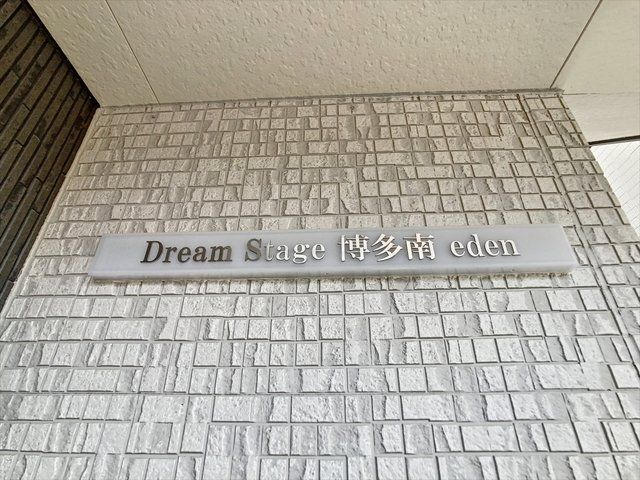 Dream Stage 博多南 eden